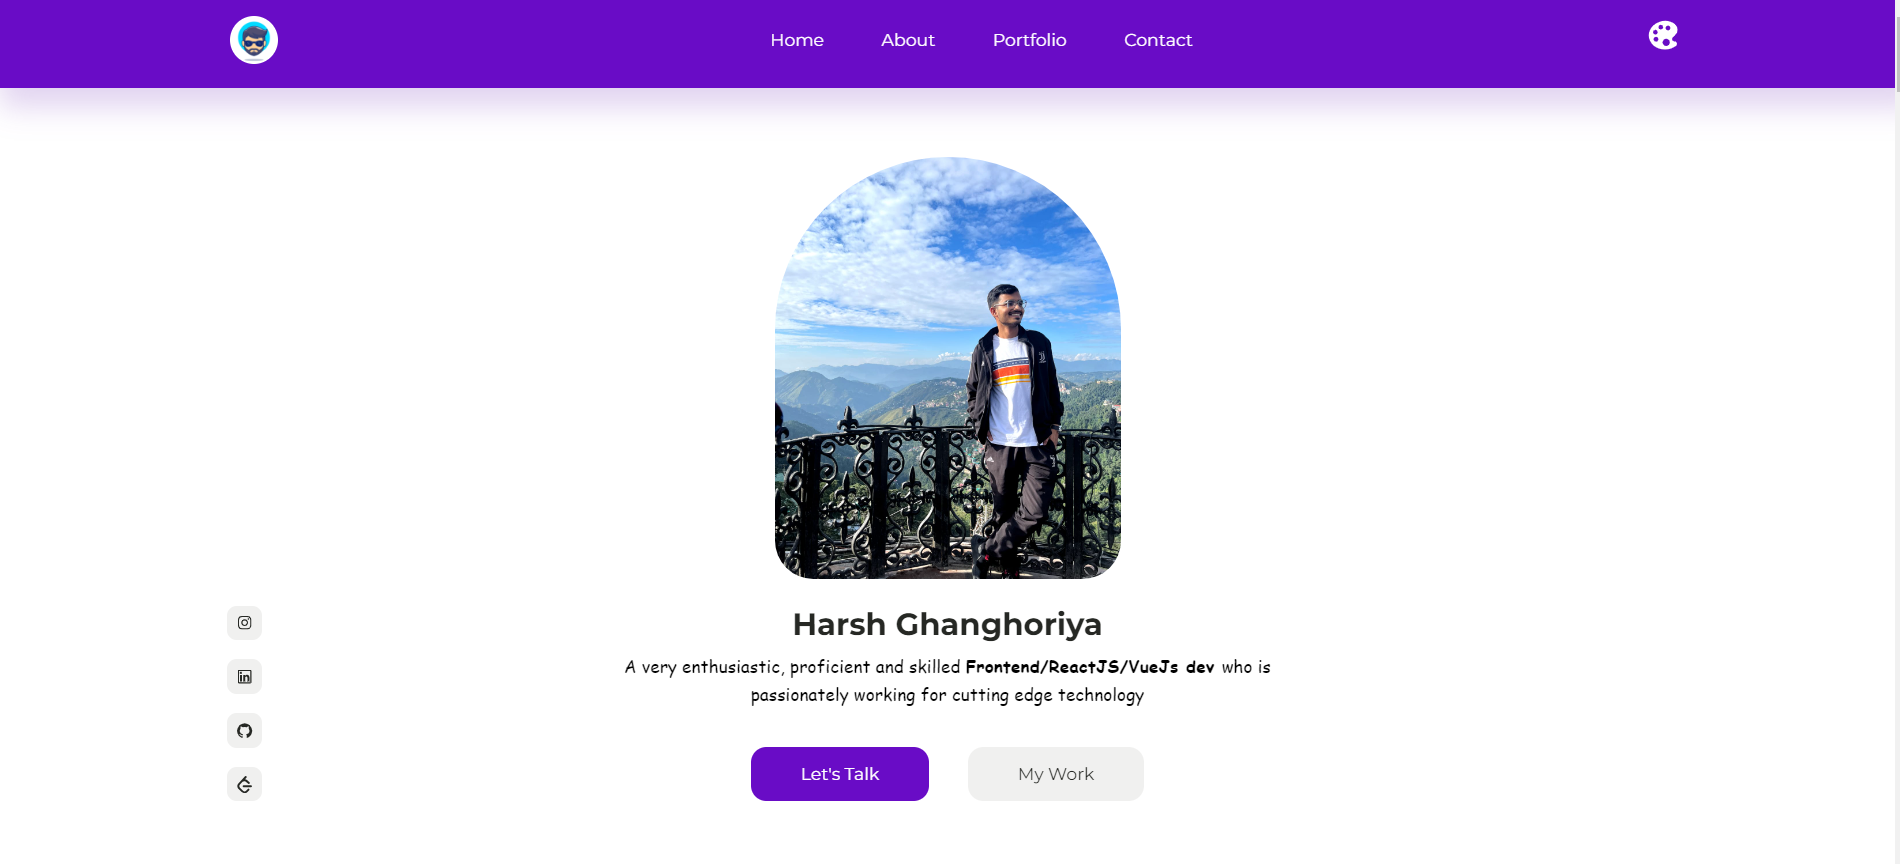 Home About Portfolio Contact
Harsh Ghanghoriya
A very enthusiastic, proficient and skilled Frontend/ReactJS/VueJs dev who is
passionately working for cutting edge technology
Let's Talk My Work